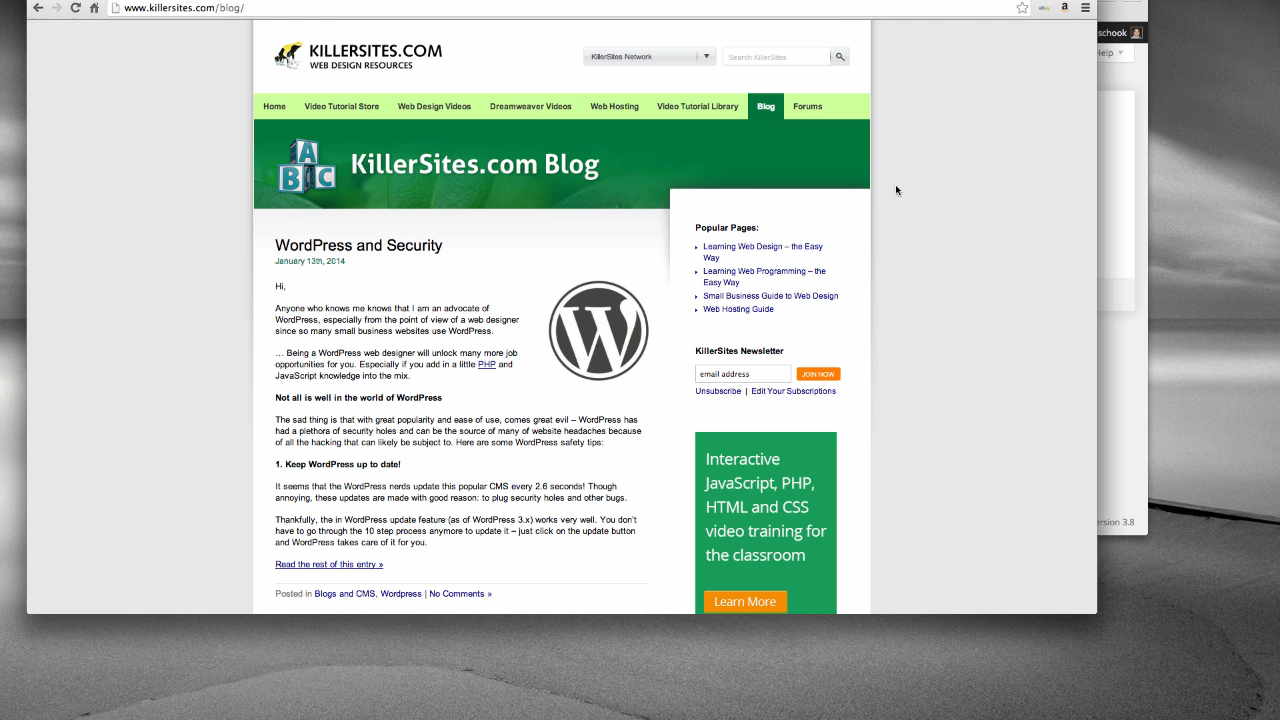 www.killersites.com/blog/
schook
Help
KILLERSITES.COM
WEB DESIGN RESOURCES
KillerSites Network
Search KillerSites
Home
Video Tutorial Store
Web Design Videos
Dreamweaver Videos
Web Hosting
Video Tutorial Library
Blog
Forums
A
B C
KillerSites.com Blog
WordPress and Security
January 13th, 2014
Hi,
Anyone who knows me knows that I am an advocate of
WordPress, especially from the point of view of a web designer
since so many small business websites use WordPress.
… Being a WordPress web designer will unlock many more job
opportunities for you. Especially if you add in a little PHP and
JavaScript knowledge into the mix.
W
Not all is well in the world of WordPress
The sad thing is that with great popularity and ease of use, comes great evil – WordPress has
had a plethora of security holes and can be the source of many of website headaches because
of all the hacking that can likely be subject to. Here are some WordPress safety tips:
1. Keep WordPress up to date!
It seems that the WordPress nerds update this popular CMS every 2.6 seconds! Though
annoying, these updates are made with good reason: to plug security holes and other bugs.
Thankfully, the in WordPress update feature (as of WordPress 3.x) works very well. You don't
have to go through the 10 step process anymore to update it – just click on the update button
and WordPress takes care of it for you.
Read the rest of this entry »
Posted in Blogs and CMS, Wordpress | No Comments »
Popular Pages:
Learning Web Design – the Easy
Way
Learning Web Programming – the
Easy Way
Small Business Guide to Web Design
Web Hosting Guide
KillerSites Newsletter
email address
JOIN NOW
Unsubscribe | Edit Your Subscriptions
Interactive
JavaScript, PHP,
HTML and CSS
video training for
the classroom
Learn More
ersion 3.8